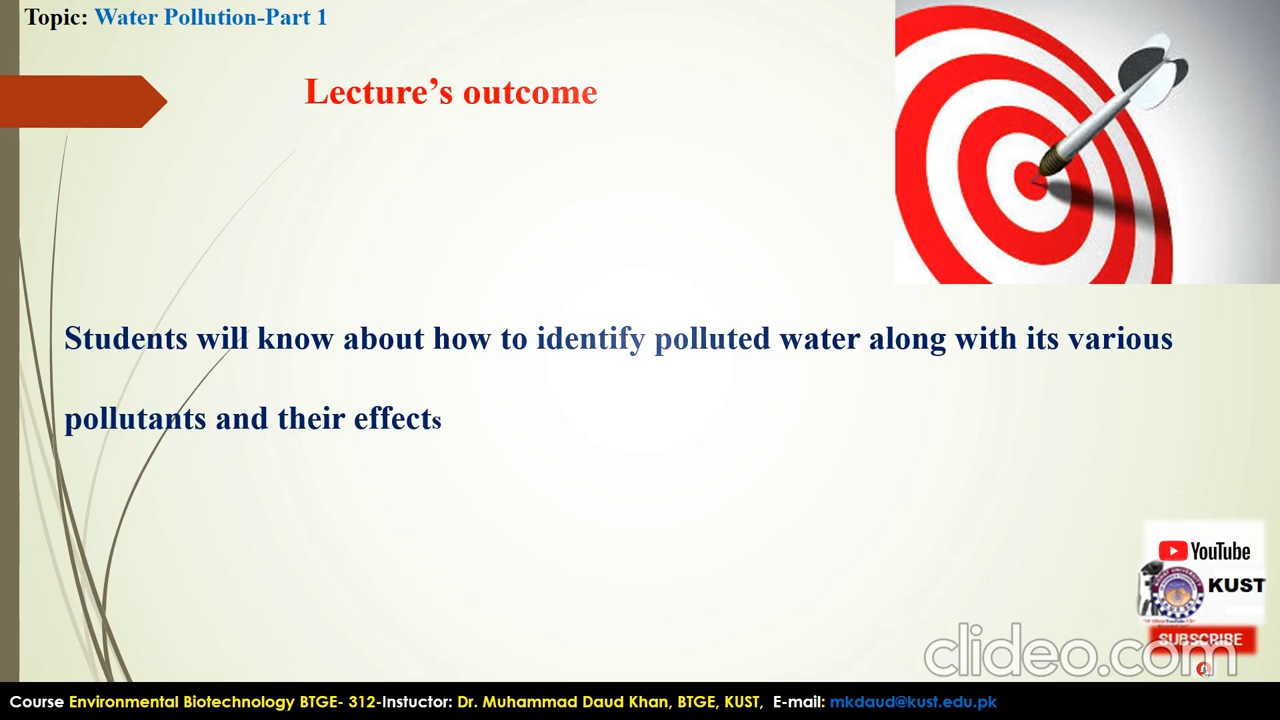 Topic: Water Pollution-Part 1
Lecture’s outcome
Students will know about how to identify polluted water along with its various
pollutants and their effects
YouTube
KUST
SUBSCRIBE
clideo.com
Course Environmental Biotechnology BTGE- 312-Instuctor: Dr. Muhammad Daud Khan, BTGE, KUST, E-mail: mkdaud@kust.edu.pk